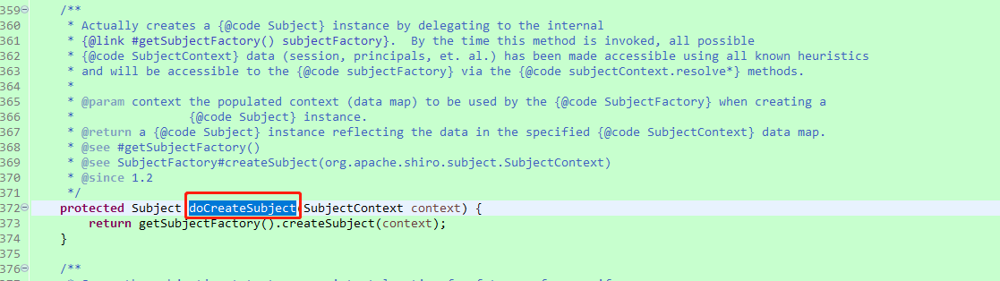 359 /**
360 * Actually creates a {@code Subject} instance by delegating to the internal
361 * {@link #getSubjectFactory() subjectFactory}. By the time this method is invoked, all possible
362 * {@code SubjectContext} data (session, principals, et. al.) has been made accessible using all known heuristics
363 * and will be accessible to the {@code subjectFactory} via the {@code subjectContext.resolve*} methods.
364 *
365 * @param context the populated context (data map) to be used by the {@code SubjectFactory} when creating a
366 * {@code Subject} instance.
367 * @return a {@code Subject} instance reflecting the data in the specified {@code SubjectContext} data map.
368 * @see #getSubjectFactory()
369 * @see SubjectFactory#createSubject(org.apache.shiro.subject.SubjectContext)
370 * @since 1.2
371 */
372 protected Subject doCreateSubject(SubjectContext context) {
373 return getSubjectFactory().createSubject(context);
374 }
375
376 /**